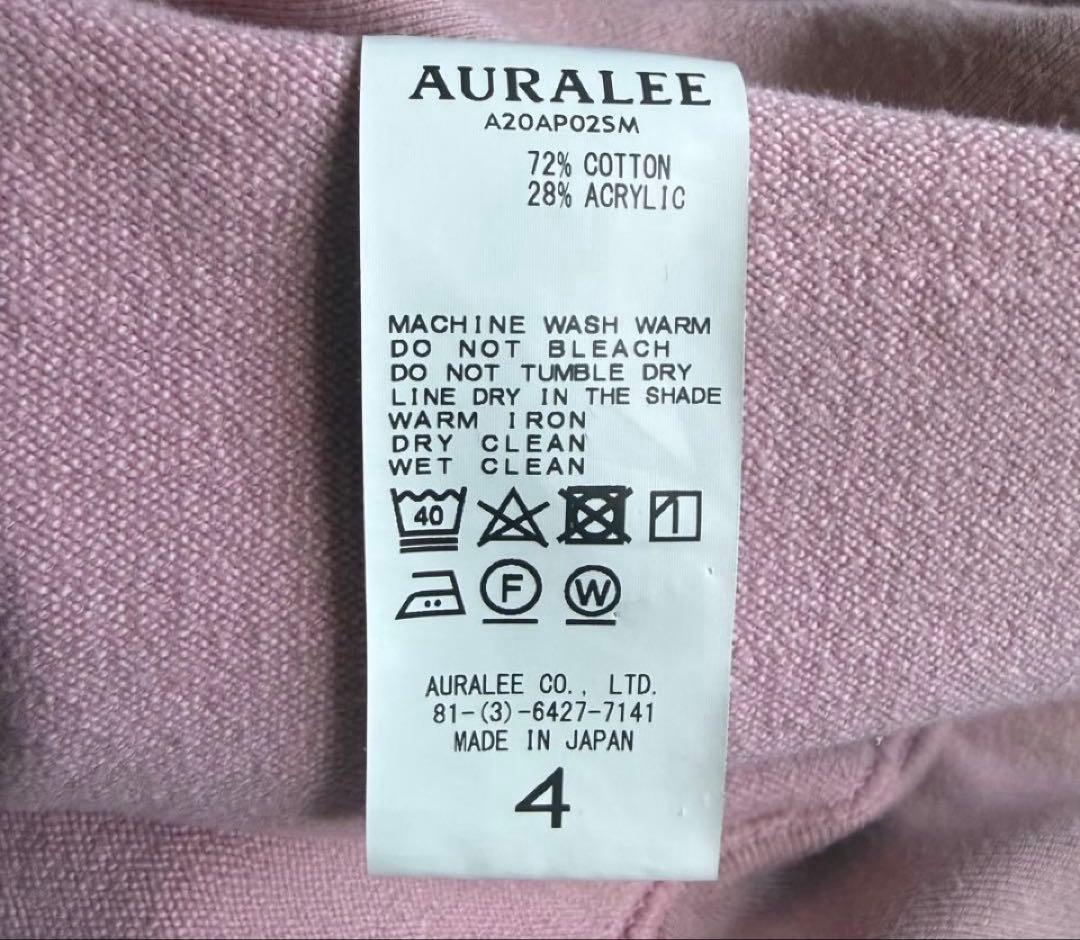 AURALEE
A20AP02SM
72% COTTON
28% ACRYLIC
MACHINE WASH WARM
DO NOT BLEACH
DO NOT TUMBLE DRY
LINE DRY IN THE SHADE
WARM IRON
DRY CLEAN
WET CLEAN
40
F W
AURALEE CO., LTD.
81-(3)-6427-7141
MADE IN JAPAN
4